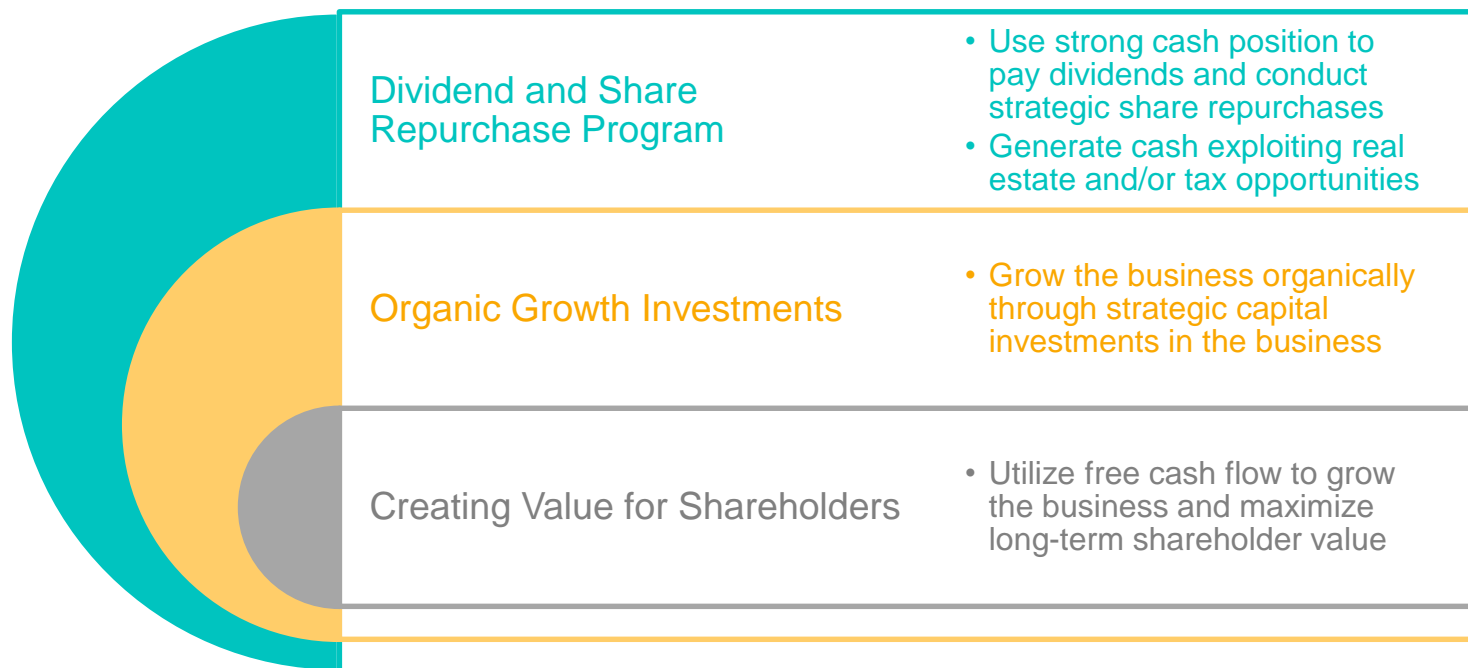 Dividend and Share
Repurchase Program
• Use strong cash position to
pay dividends and conduct
strategic share repurchases
• Generate cash exploiting real
estate and/or tax opportunities
Organic Growth Investments
• Grow the business organically
through strategic capital
investments in the business
Creating Value for Shareholders
• Utilize free cash flow to grow
the business and maximize
long-term shareholder value